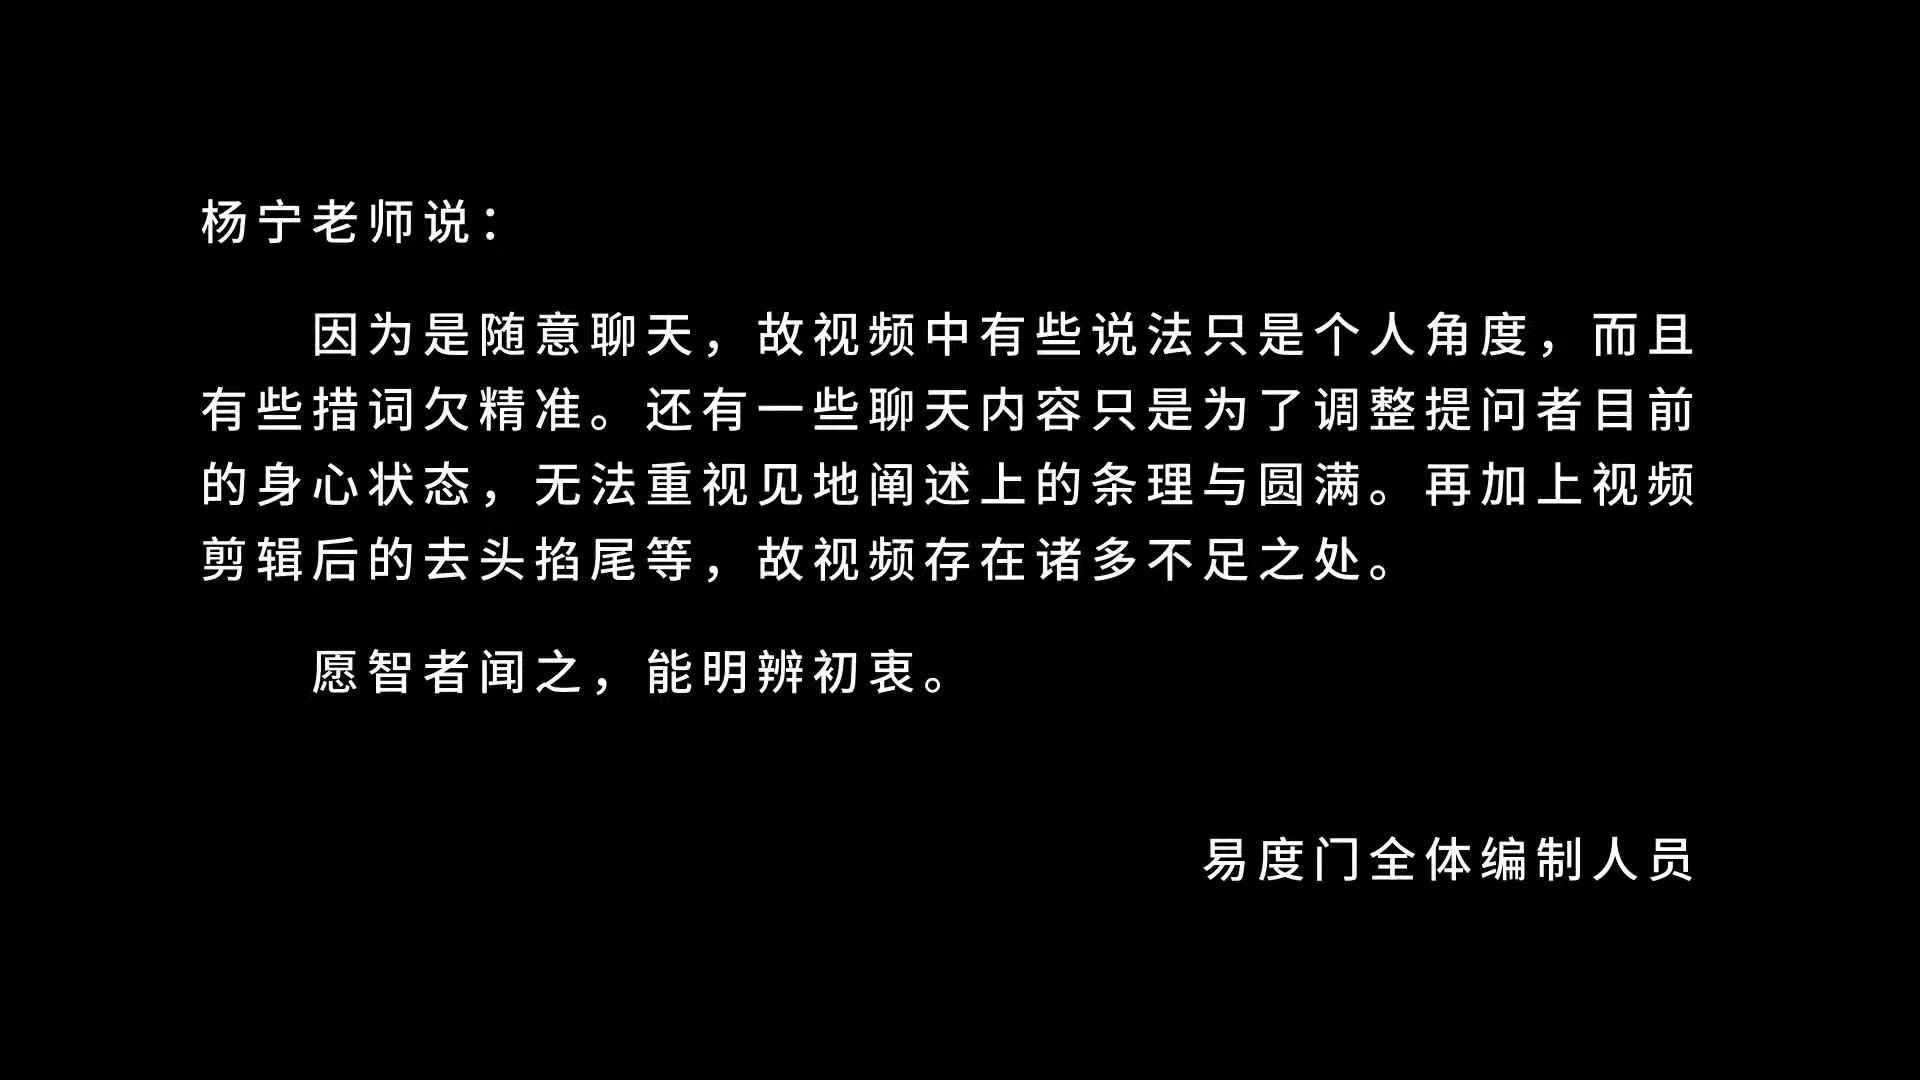 杨宁老师说：
因为是随意聊天，故视频中有些说法只是个人角度，而且
有些措词欠精准。还有一些聊天内容只是为了调整提问者目前
的身心状态，无法重视见地阐述上的条理与圆满。再加上视频
剪辑后的去头掐尾等，故视频存在诸多不足之处。
愿智者闻之，能明辨初衷。
易度门全体编制人员